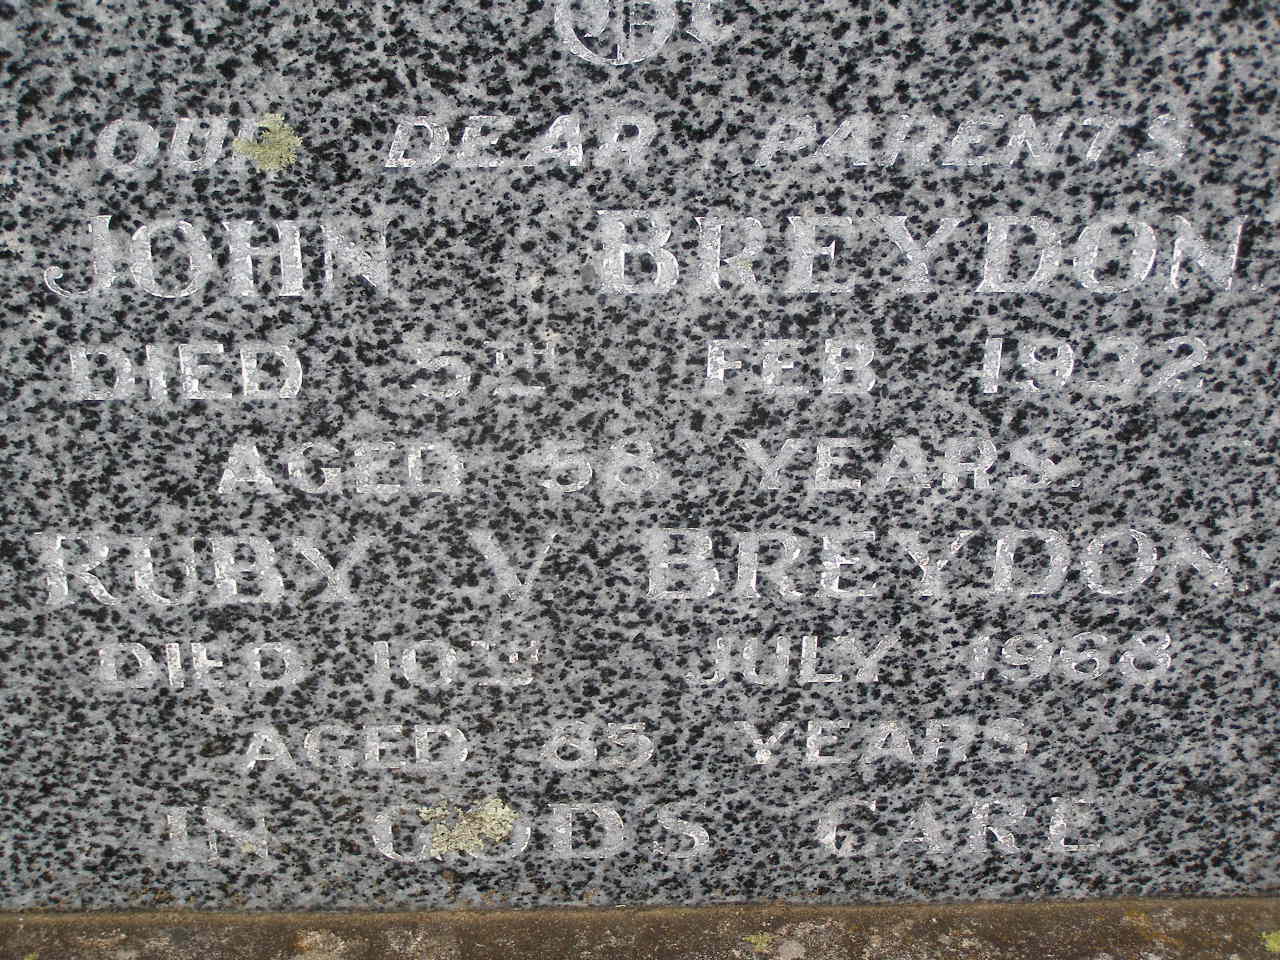 OUR DEAR PARENTS
JOHN BREYDON
DIED 5TH FEB 1932
AGED 58 YEARS.
RUBY V BREYDON
DIED 10TH JULY 1968
AGED 85 YEARS
IN GODS CARE